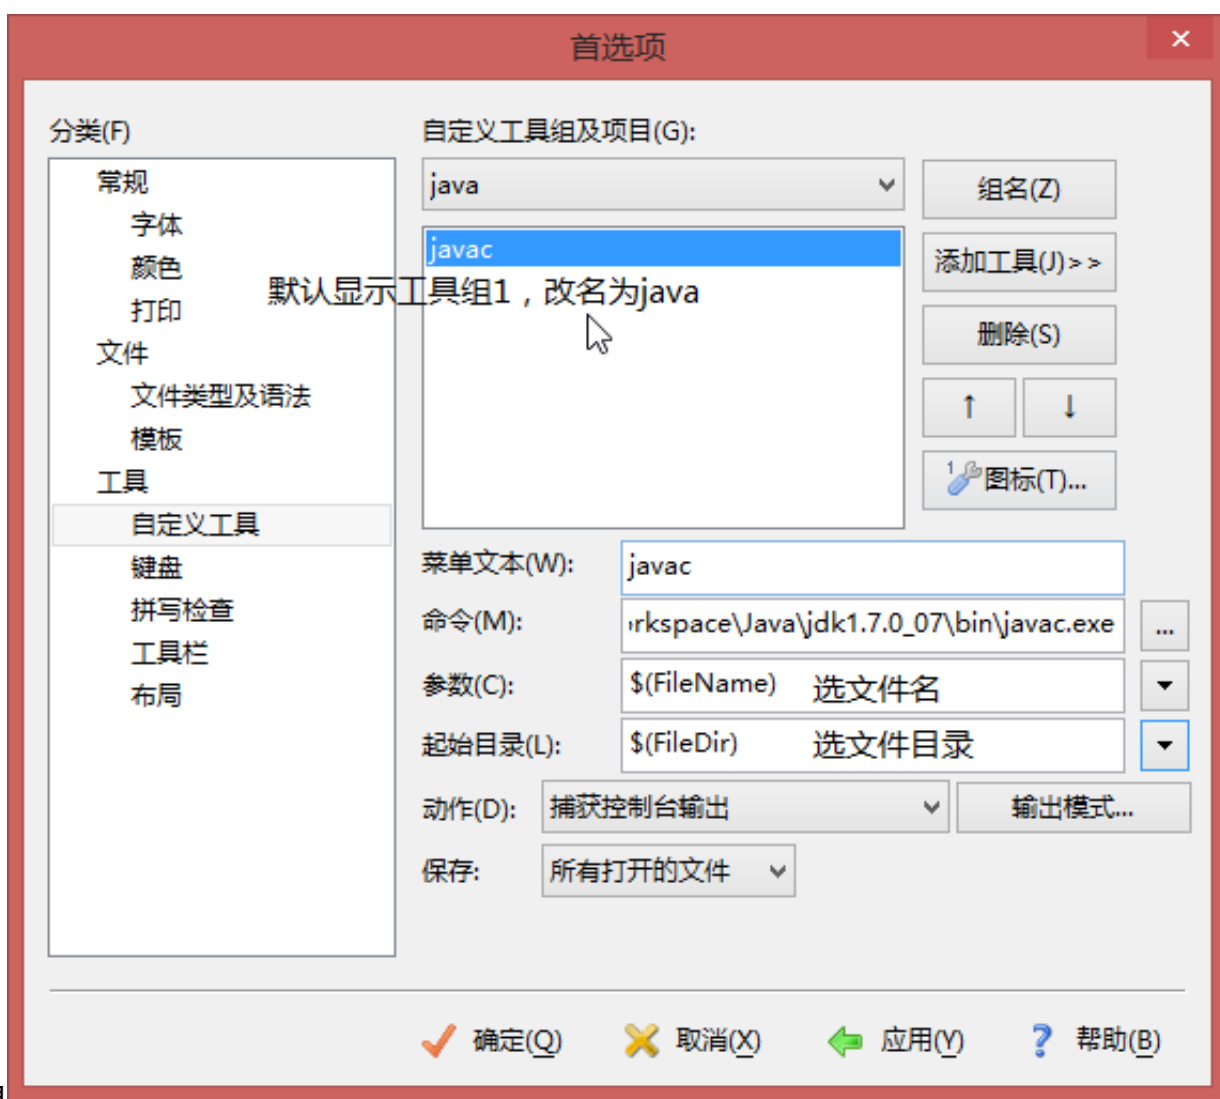 首选项
分类(F)
常规
字体
颜色
打印
文件
文件类型及语法
模板
工具
自定义工具
键盘
拼写检查
工具栏
布局
自定义工具组及项目(G):
java
组名(Z)
javac
添加工具(J)>>
默认显示工具组1，改名为java
删除(S)
↑
↓
图标(T)...
菜单文本(W):
javac
命令(M):
rkspace\Java\jdk1.7.0_07\bin\javac.exe
...
参数(C):
$(FileName)
选文件名
起始目录(L):
$(FileDir)
选文件目录
动作(D):
捕获控制台输出
输出模式...
保存:
所有打开的文件
确定(Q)
取消(X)
应用(Y)
帮助(B)